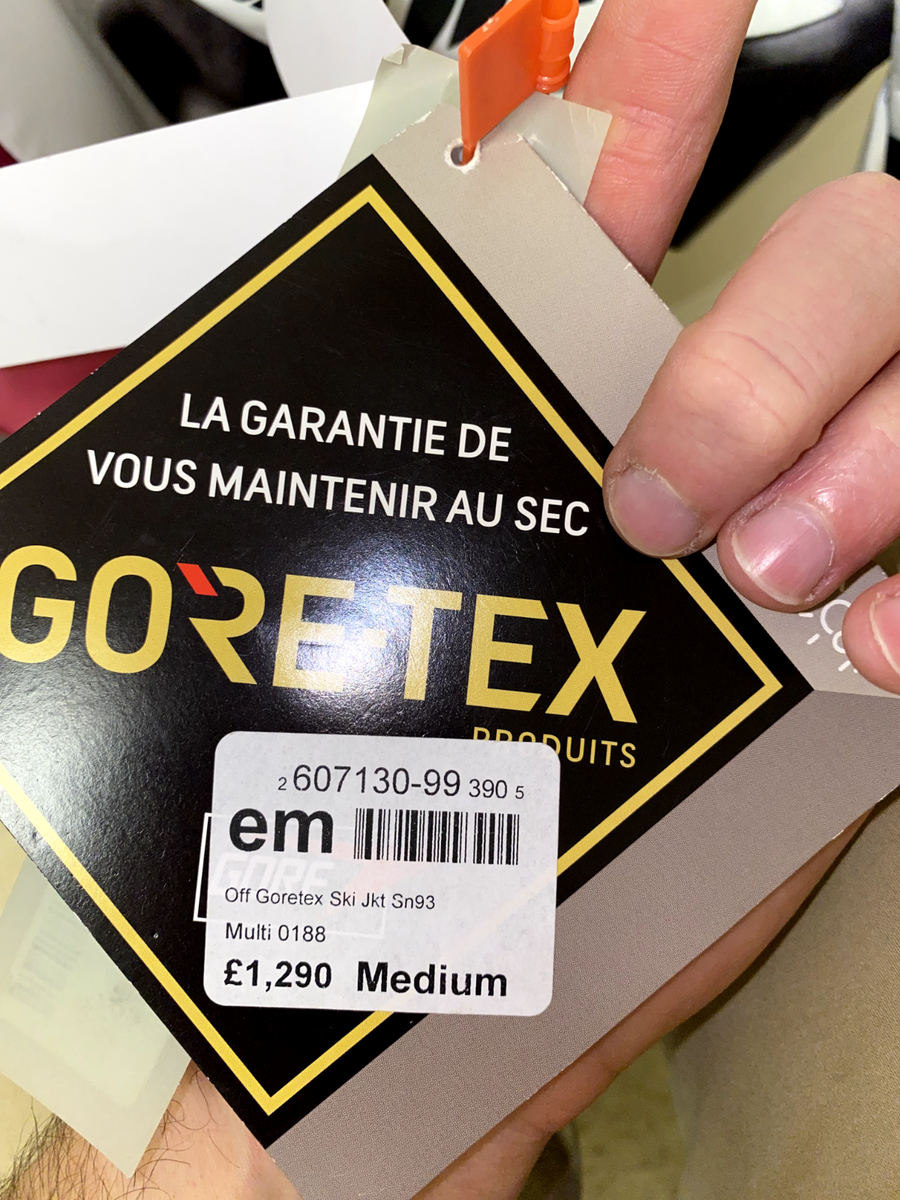 LA GARANTIE DE
VOUS MAINTENIR AU SEC
GORE-TEX
PRODUITS
2 607130-99 390 5
em
GORE
Off Goretex Ski Jkt Sn93
Multi 0188
£1,290 Medium